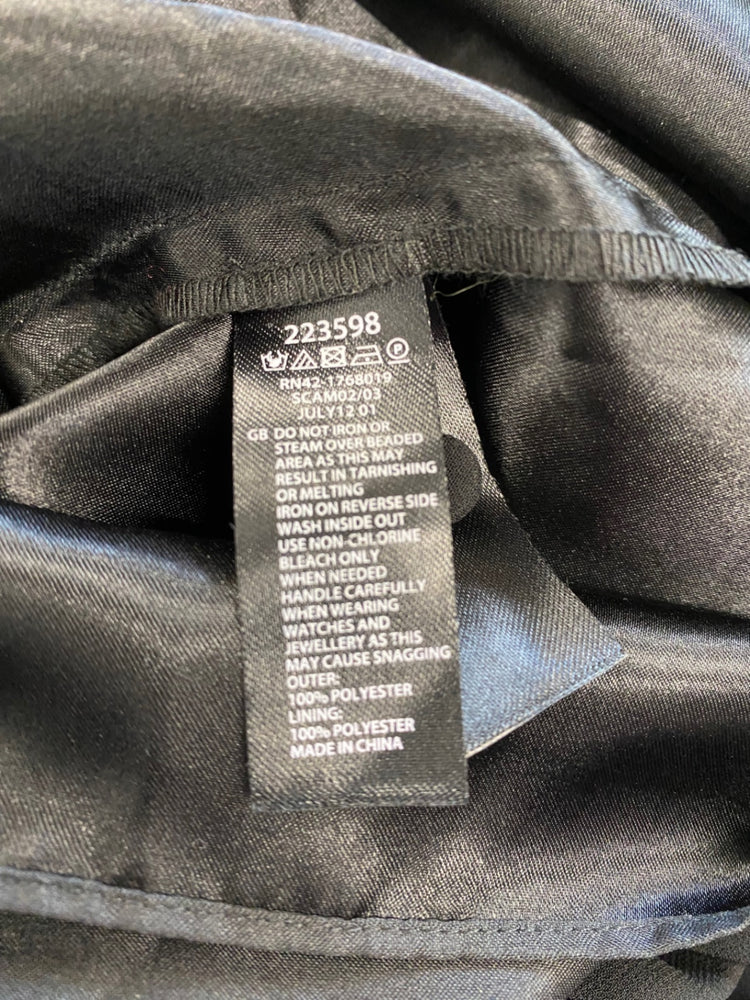 223598
P
RN42-1768019
SCAM02/03
JULY12 01
GB DO NOT IRON OR
STEAM OVER BEADED
AREA AS THIS MAY
RESULT IN TARNISHING
OR MELTING
IRON ON REVERSE SIDE
WASH INSIDE OUT
USE NON-CHLORINE
BLEACH ONLY
WHEN NEEDED
HANDLE CAREFULLY
WHEN WEARING
WATCHES AND
JEWELLERY AS THIS
MAY CAUSE SNAGGING
OUTER:
100% POLYESTER
LINING:
100% POLYESTER
MADE IN CHINA